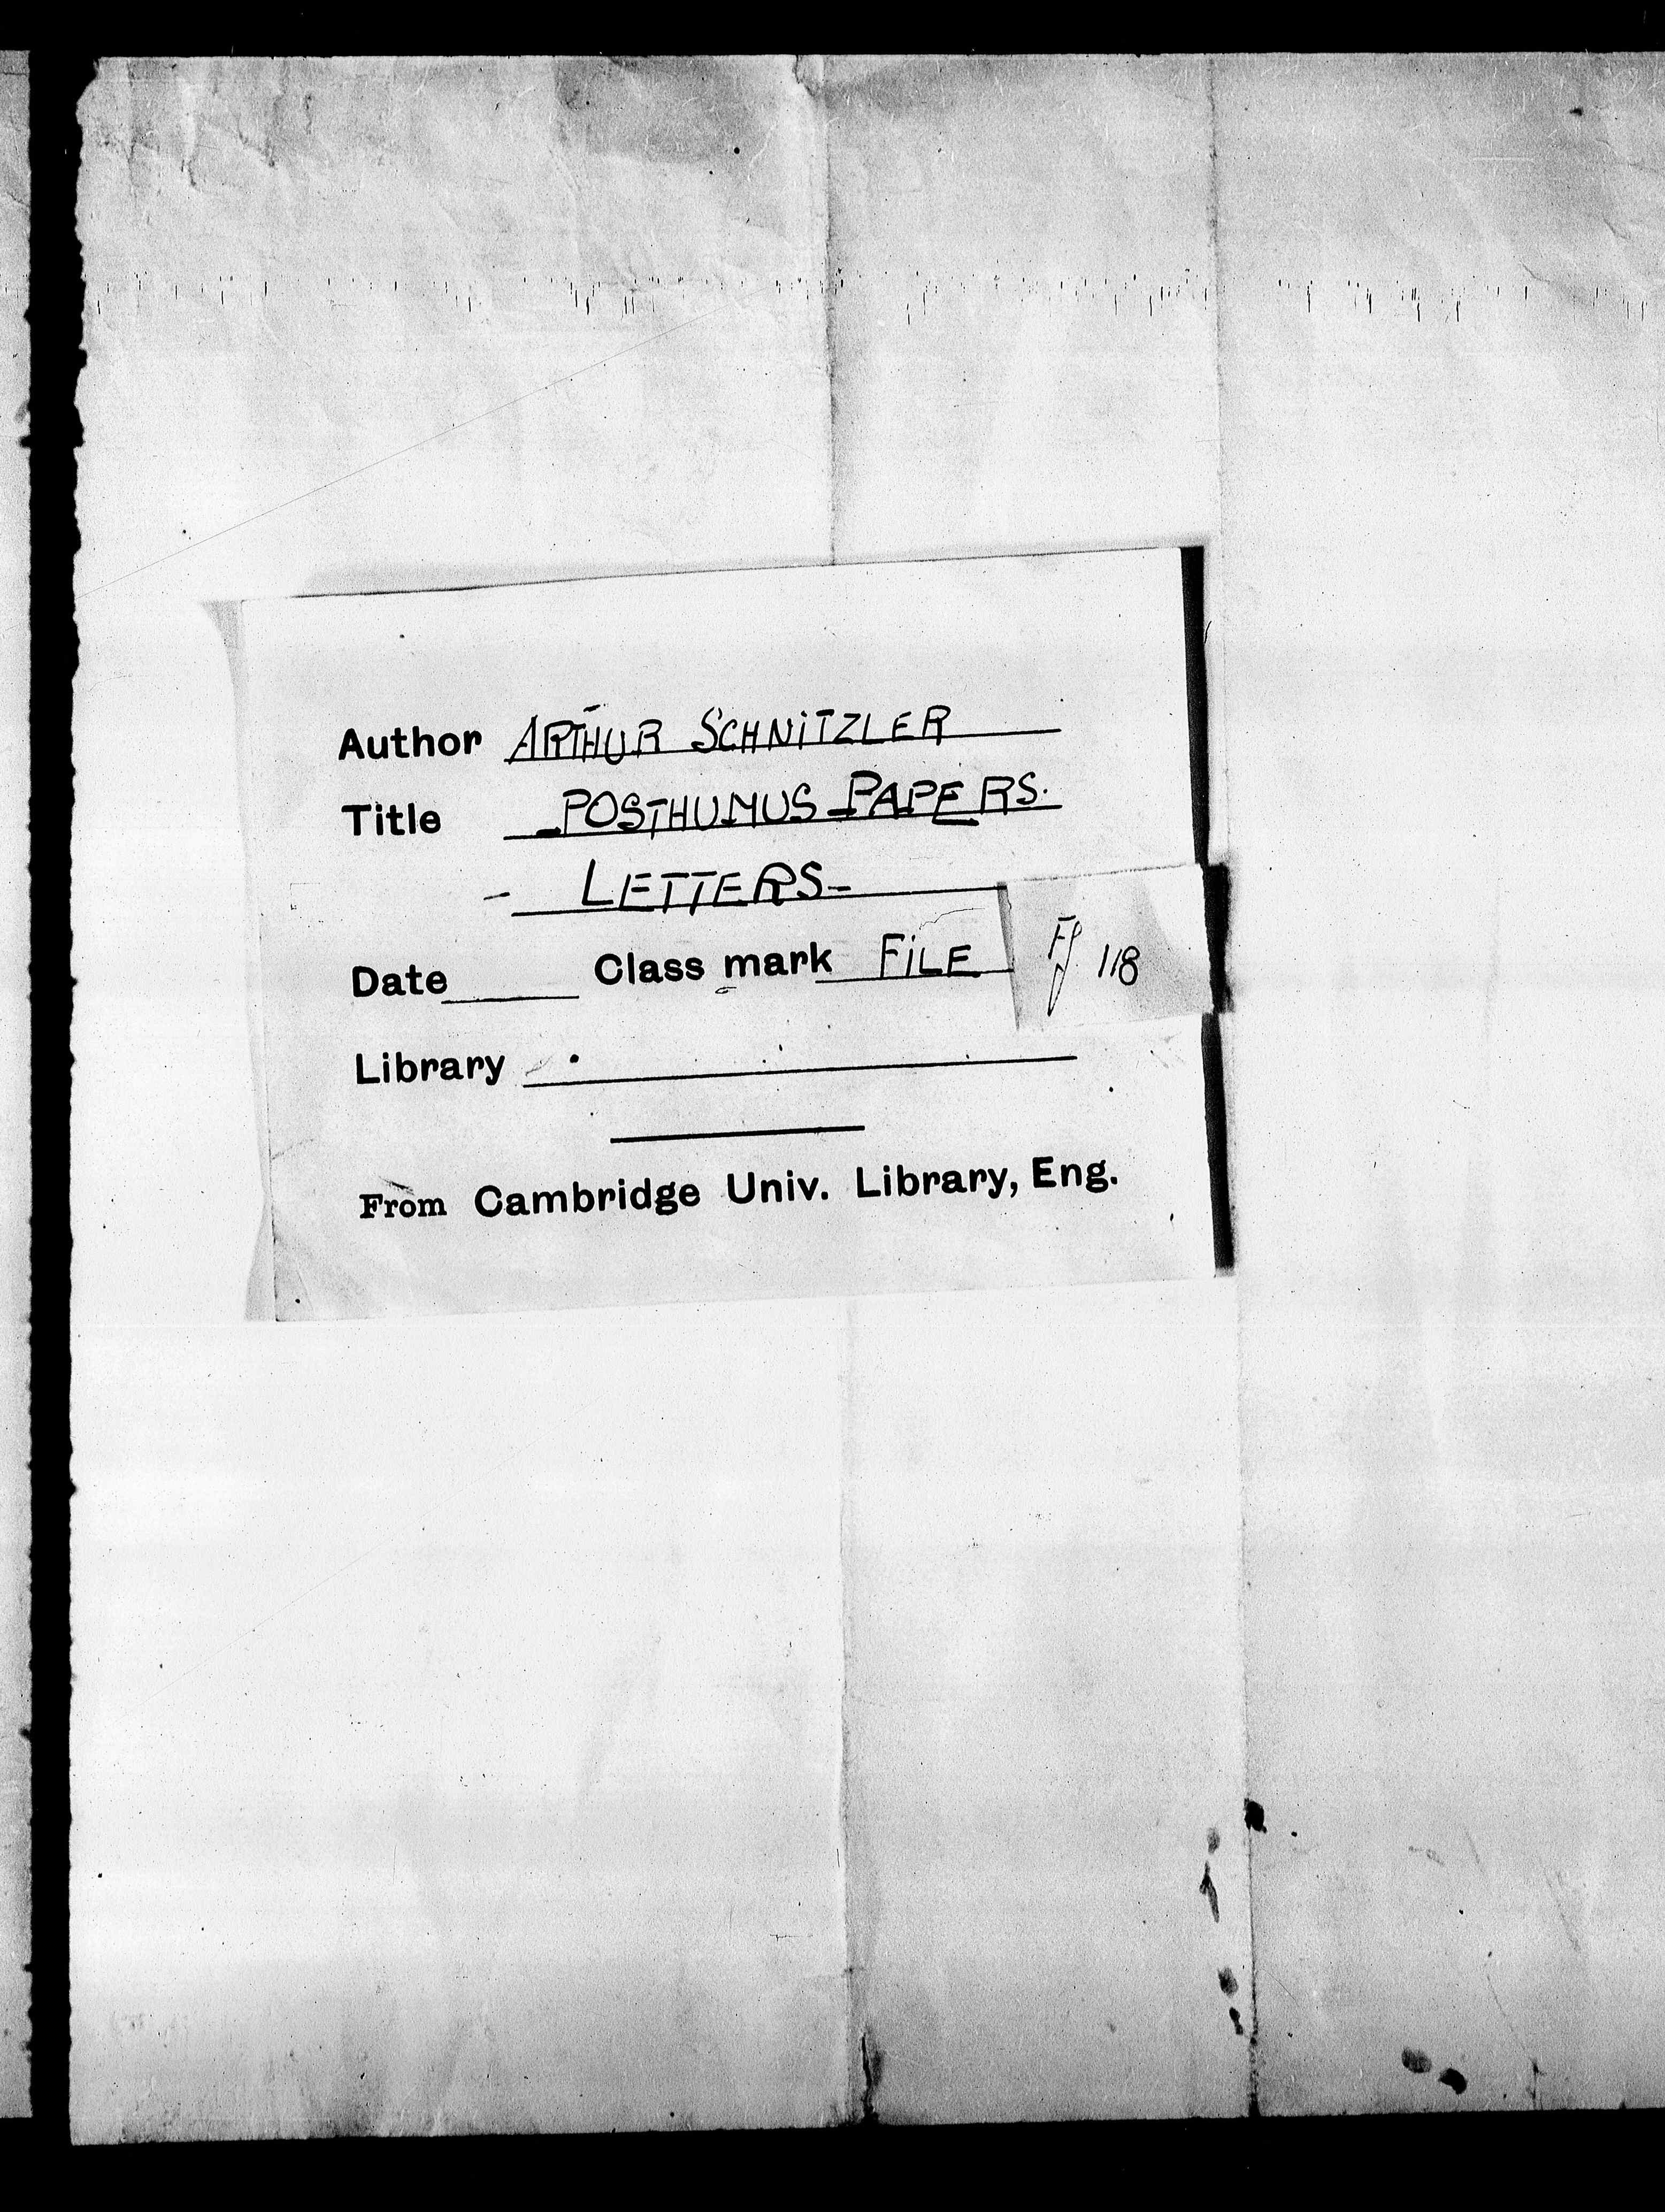 Author ARTHUR SCHNITZLER
Title POSTHUMUS PAPERS.
- LETTERS-
Date Class mark FILE 118
Library
From Cambridge Univ. Library, Eng.